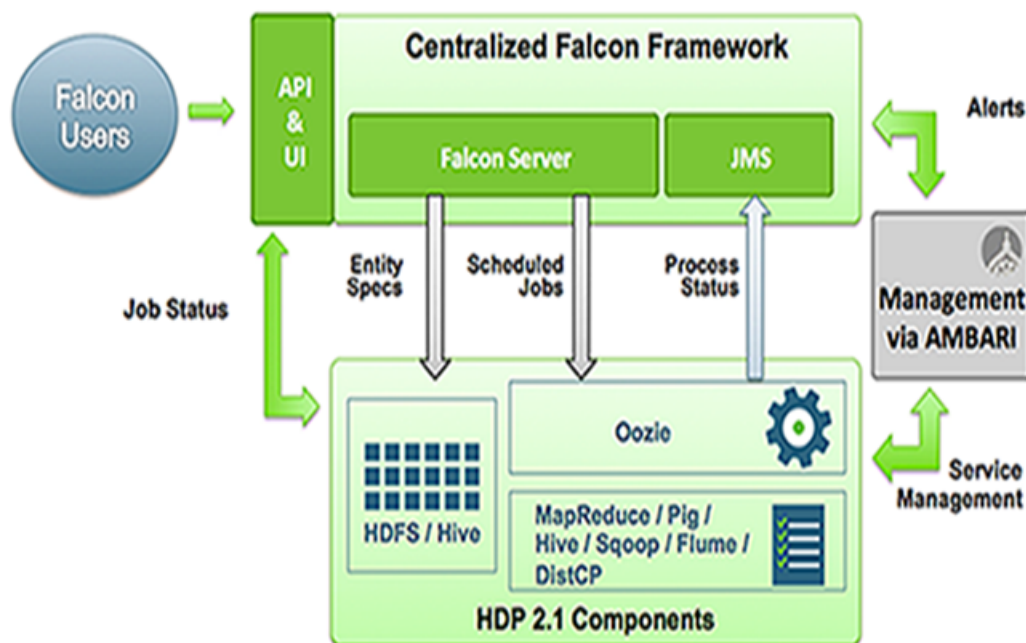 Centralized Falcon Framework
Falcon
Users
API
&
UI
Falcon Server
JMS
Alerts
Entity
Specs
Scheduled
Jobs
Process
Status
Job Status
Management
via AMBARI
Oozie
HDFS / Hive
MapReduce / Pig /
Hive / Sqoop / Flume /
DistCP
Service
Management
HDP 2.1 Components